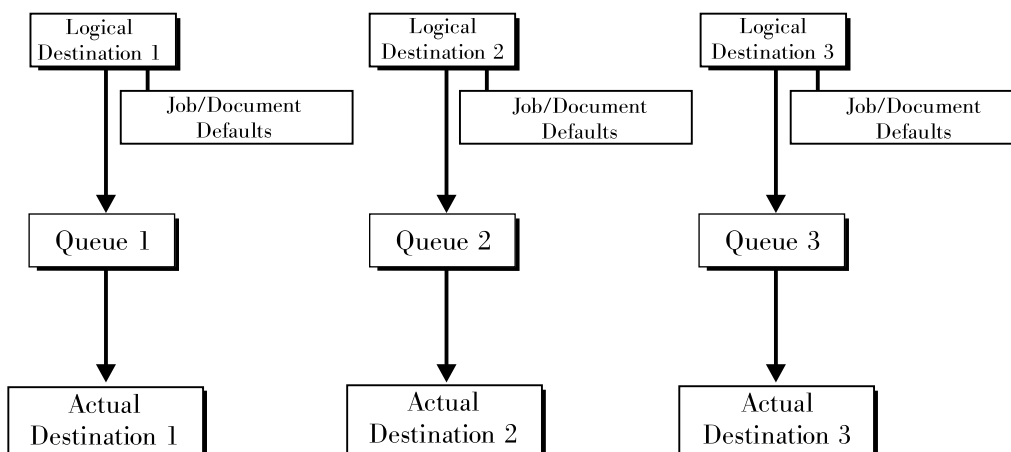 Logical
Destination 1
Logical
Destination 2
Logical
Destination 3
Job/Document
Defaults
Job/Document
Defaults
Job/Document
Defaults
Queue 1
Queue 2
Queue 3
Actual
Destination 1
Actual
Destination 2
Actual
Destination 3